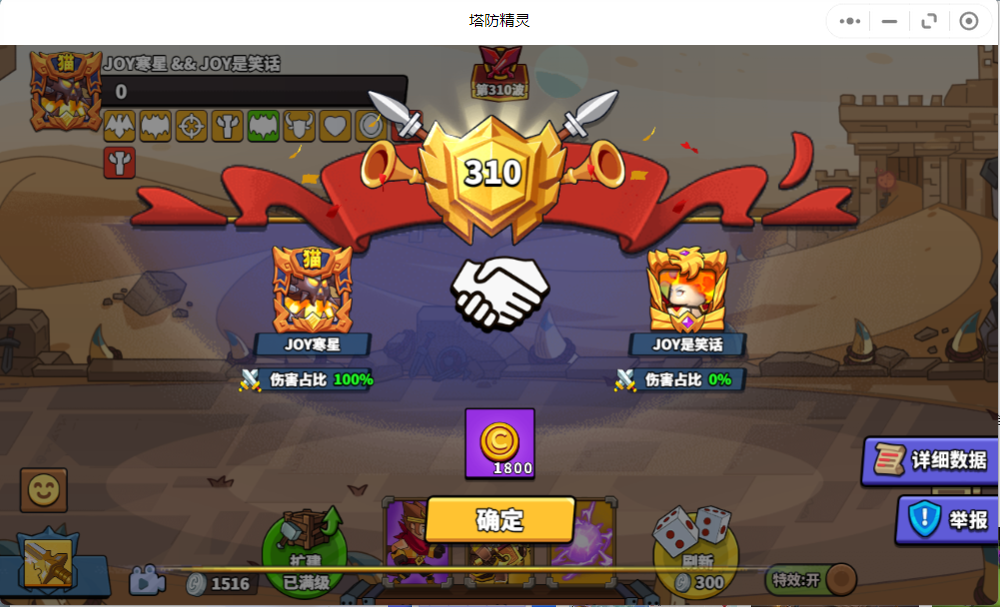 塔防精灵
猫
JOY寒星 && JOY是笑话
0
第310波
310
猫
JOY寒星
JOY是笑话
伤害占比 100%
伤害占比 0%
1800
详细数据
确定
举报
扩建
已满级
刷新
1516
300
特效:开